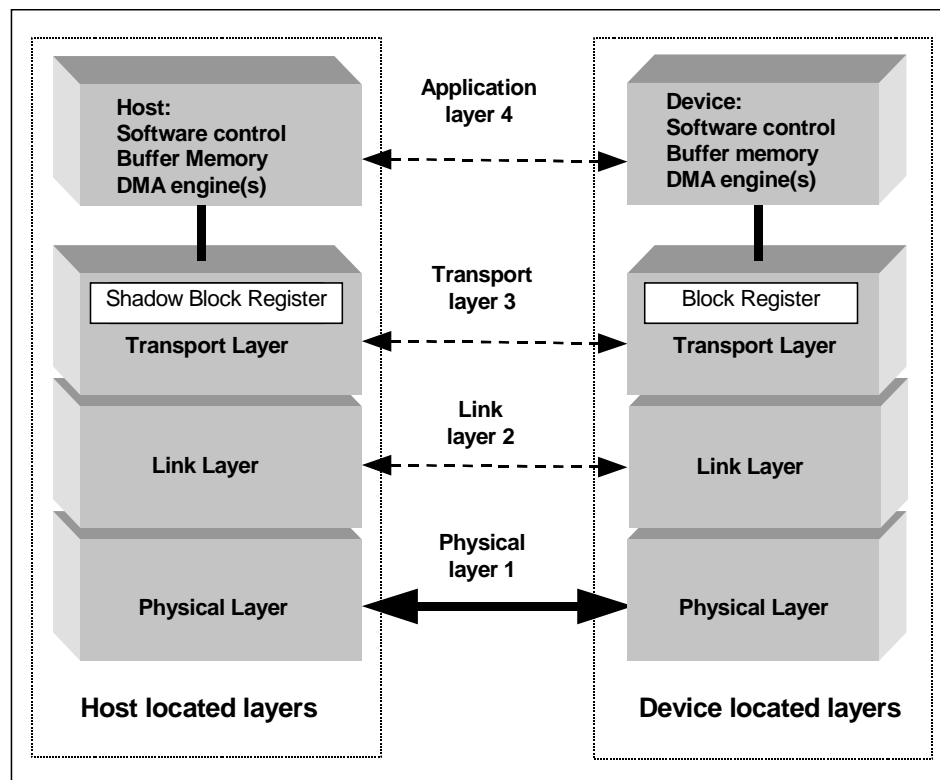 Host:
Software control
Buffer Memory
DMA engine(s)
Application
layer 4
Device:
Software control
Buffer memory
DMA engine(s)
Shadow Block Register
Transport Layer
Transport
layer 3
Block Register
Transport Layer
Link Layer
Link
layer 2
Link Layer
Physical Layer
Physical
layer 1
Physical Layer
Host located layers
Device located layers